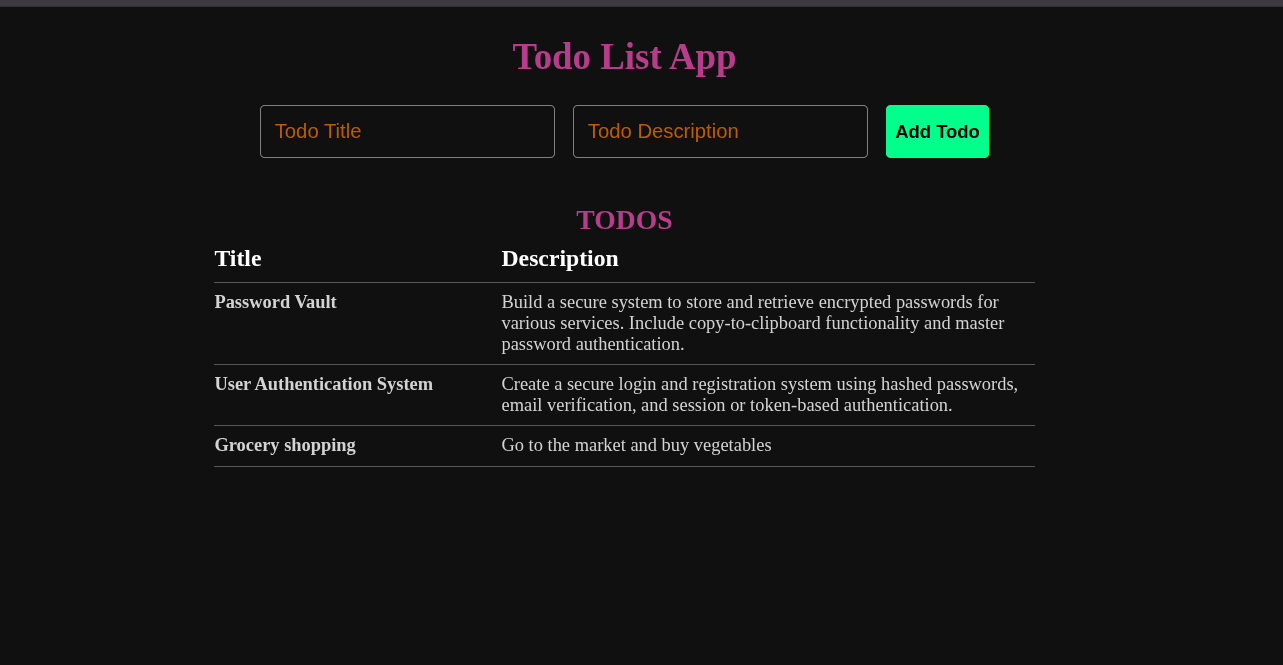 Todo List App
Todo Title Todo Description Add Todo
TODOS
Title Description
Password Vault Build a secure system to store and retrieve encrypted passwords for
various services. Include copy-to-clipboard functionality and master
password authentication.
User Authentication System Create a secure login and registration system using hashed passwords,
email verification, and session or token-based authentication.
Grocery shopping Go to the market and buy vegetables